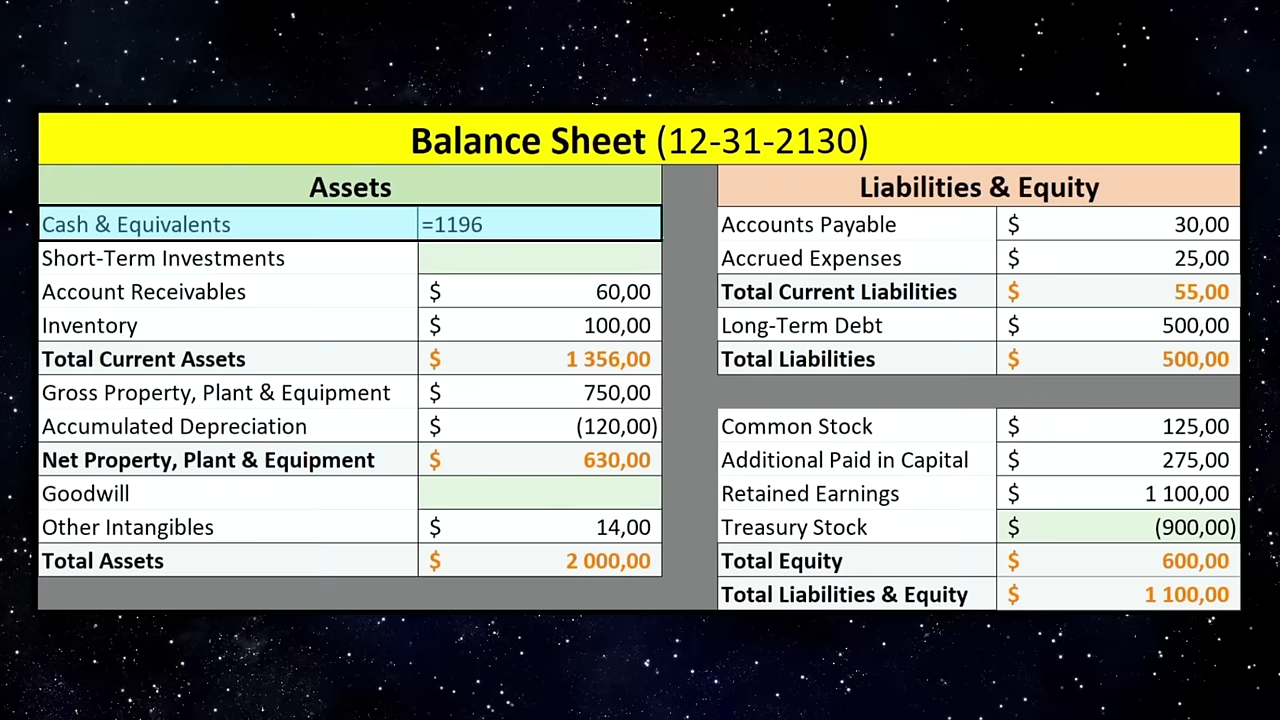 Balance Sheet (12-31-2130)
Assets
Cash & Equivalents =1196
Short-Term Investments
Account Receivables $ 60,00
Inventory $ 100,00
Total Current Assets $ 1 356,00
Gross Property, Plant & Equipment $ 750,00
Accumulated Depreciation $ (120,00)
Net Property, Plant & Equipment $ 630,00
Goodwill
Other Intangibles $ 14,00
Total Assets $ 2 000,00
Liabilities & Equity
Accounts Payable $ 30,00
Accrued Expenses $ 25,00
Total Current Liabilities $ 55,00
Long-Term Debt $ 500,00
Total Liabilities $ 500,00
Common Stock $ 125,00
Additional Paid in Capital $ 275,00
Retained Earnings $ 1 100,00
Treasury Stock $ (900,00)
Total Equity $ 600,00
Total Liabilities & Equity $ 1 100,00